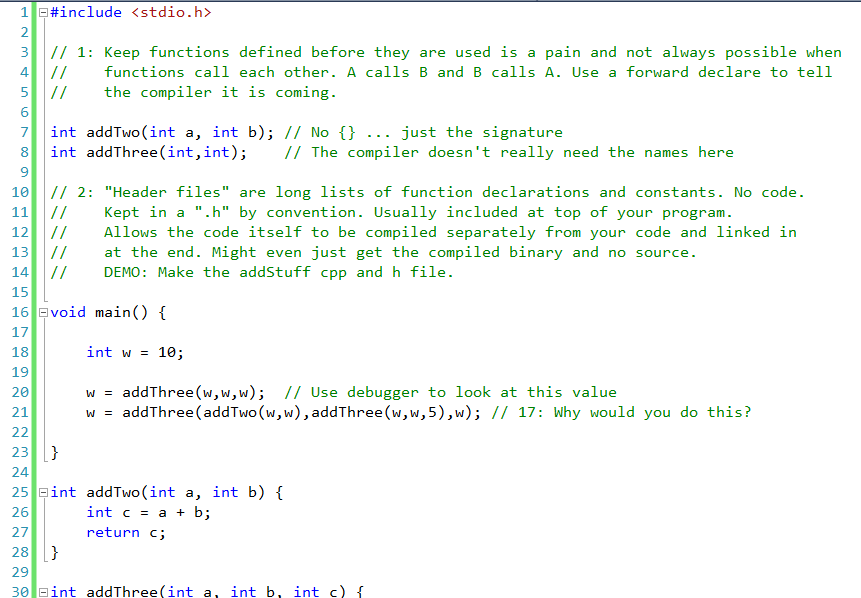 1 #include <stdio.h>
2
3 // 1: Keep functions defined before they are used is a pain and not always possible when
4 //    functions call each other. A calls B and B calls A. Use a forward declare to tell
5 //    the compiler it is coming.
6
7 int addTwo(int a, int b); // No {} ... just the signature
8 int addThree(int,int);    // The compiler doesn't really need the names here
9
10 // 2: "Header files" are long lists of function declarations and constants. No code.
11 //    Kept in a ".h" by convention. Usually included at top of your program.
12 //    Allows the code itself to be compiled separately from your code and linked in
13 //    at the end. Might even just get the compiled binary and no source.
14 //    DEMO: Make the addStuff cpp and h file.
15
16 void main() {
17
18     int w = 10;
19
20     w = addThree(w,w,w);  // Use debugger to look at this value
21     w = addThree(addTwo(w,w),addThree(w,w,5),w); // 17: Why would you do this?
22
23 }
24
25 int addTwo(int a, int b) {
26     int c = a + b;
27     return c;
28 }
29
30 int addThree(int a, int b, int c) {